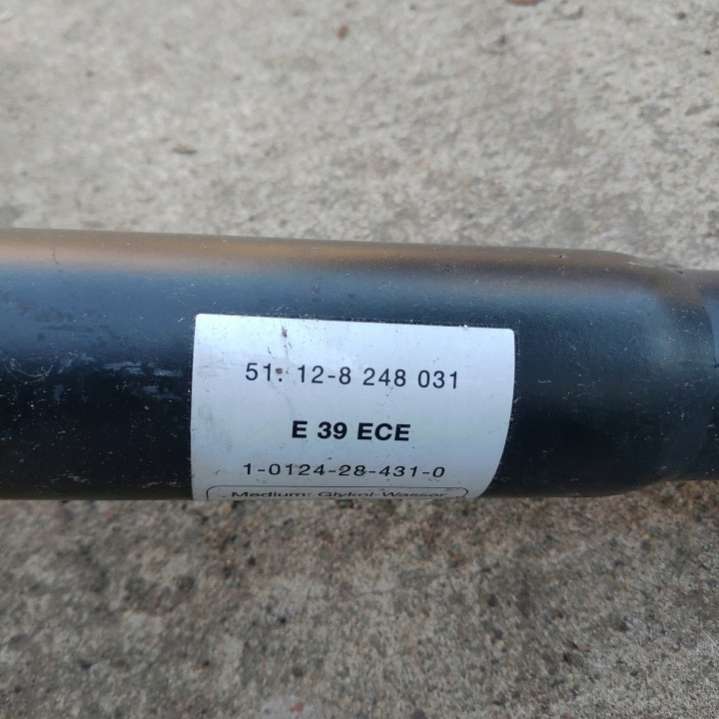 51. 12-8 248 031
E 39 ECE
1-0124-28-431-0
Medium: Glykol-Wasser